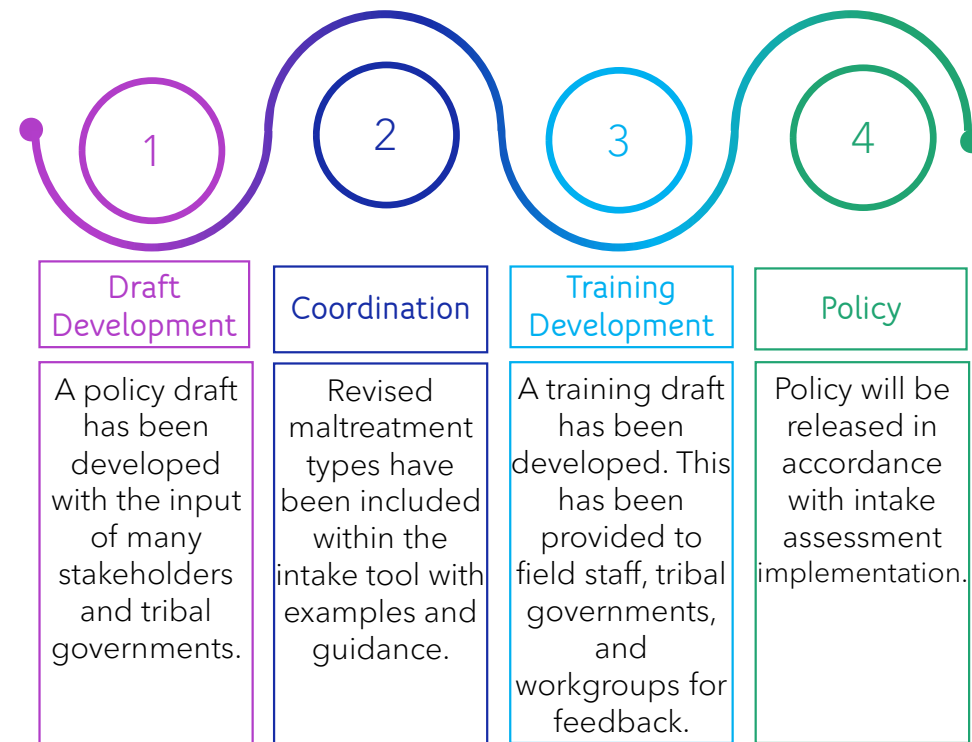 1
2
3
4
Draft
Development
Coordination
Training
Development
Policy
A policy draft
has been
developed
with the input
of many
stakeholders
and tribal
governments.
Revised
maltreatment
types have
been included
within the
intake tool with
examples and
guidance.
A training draft
has been
developed. This
has been
provided to
field staff, tribal
governments,
and
workgroups for
feedback.
Policy will be
released in
accordance
with intake
assessment
implementation.